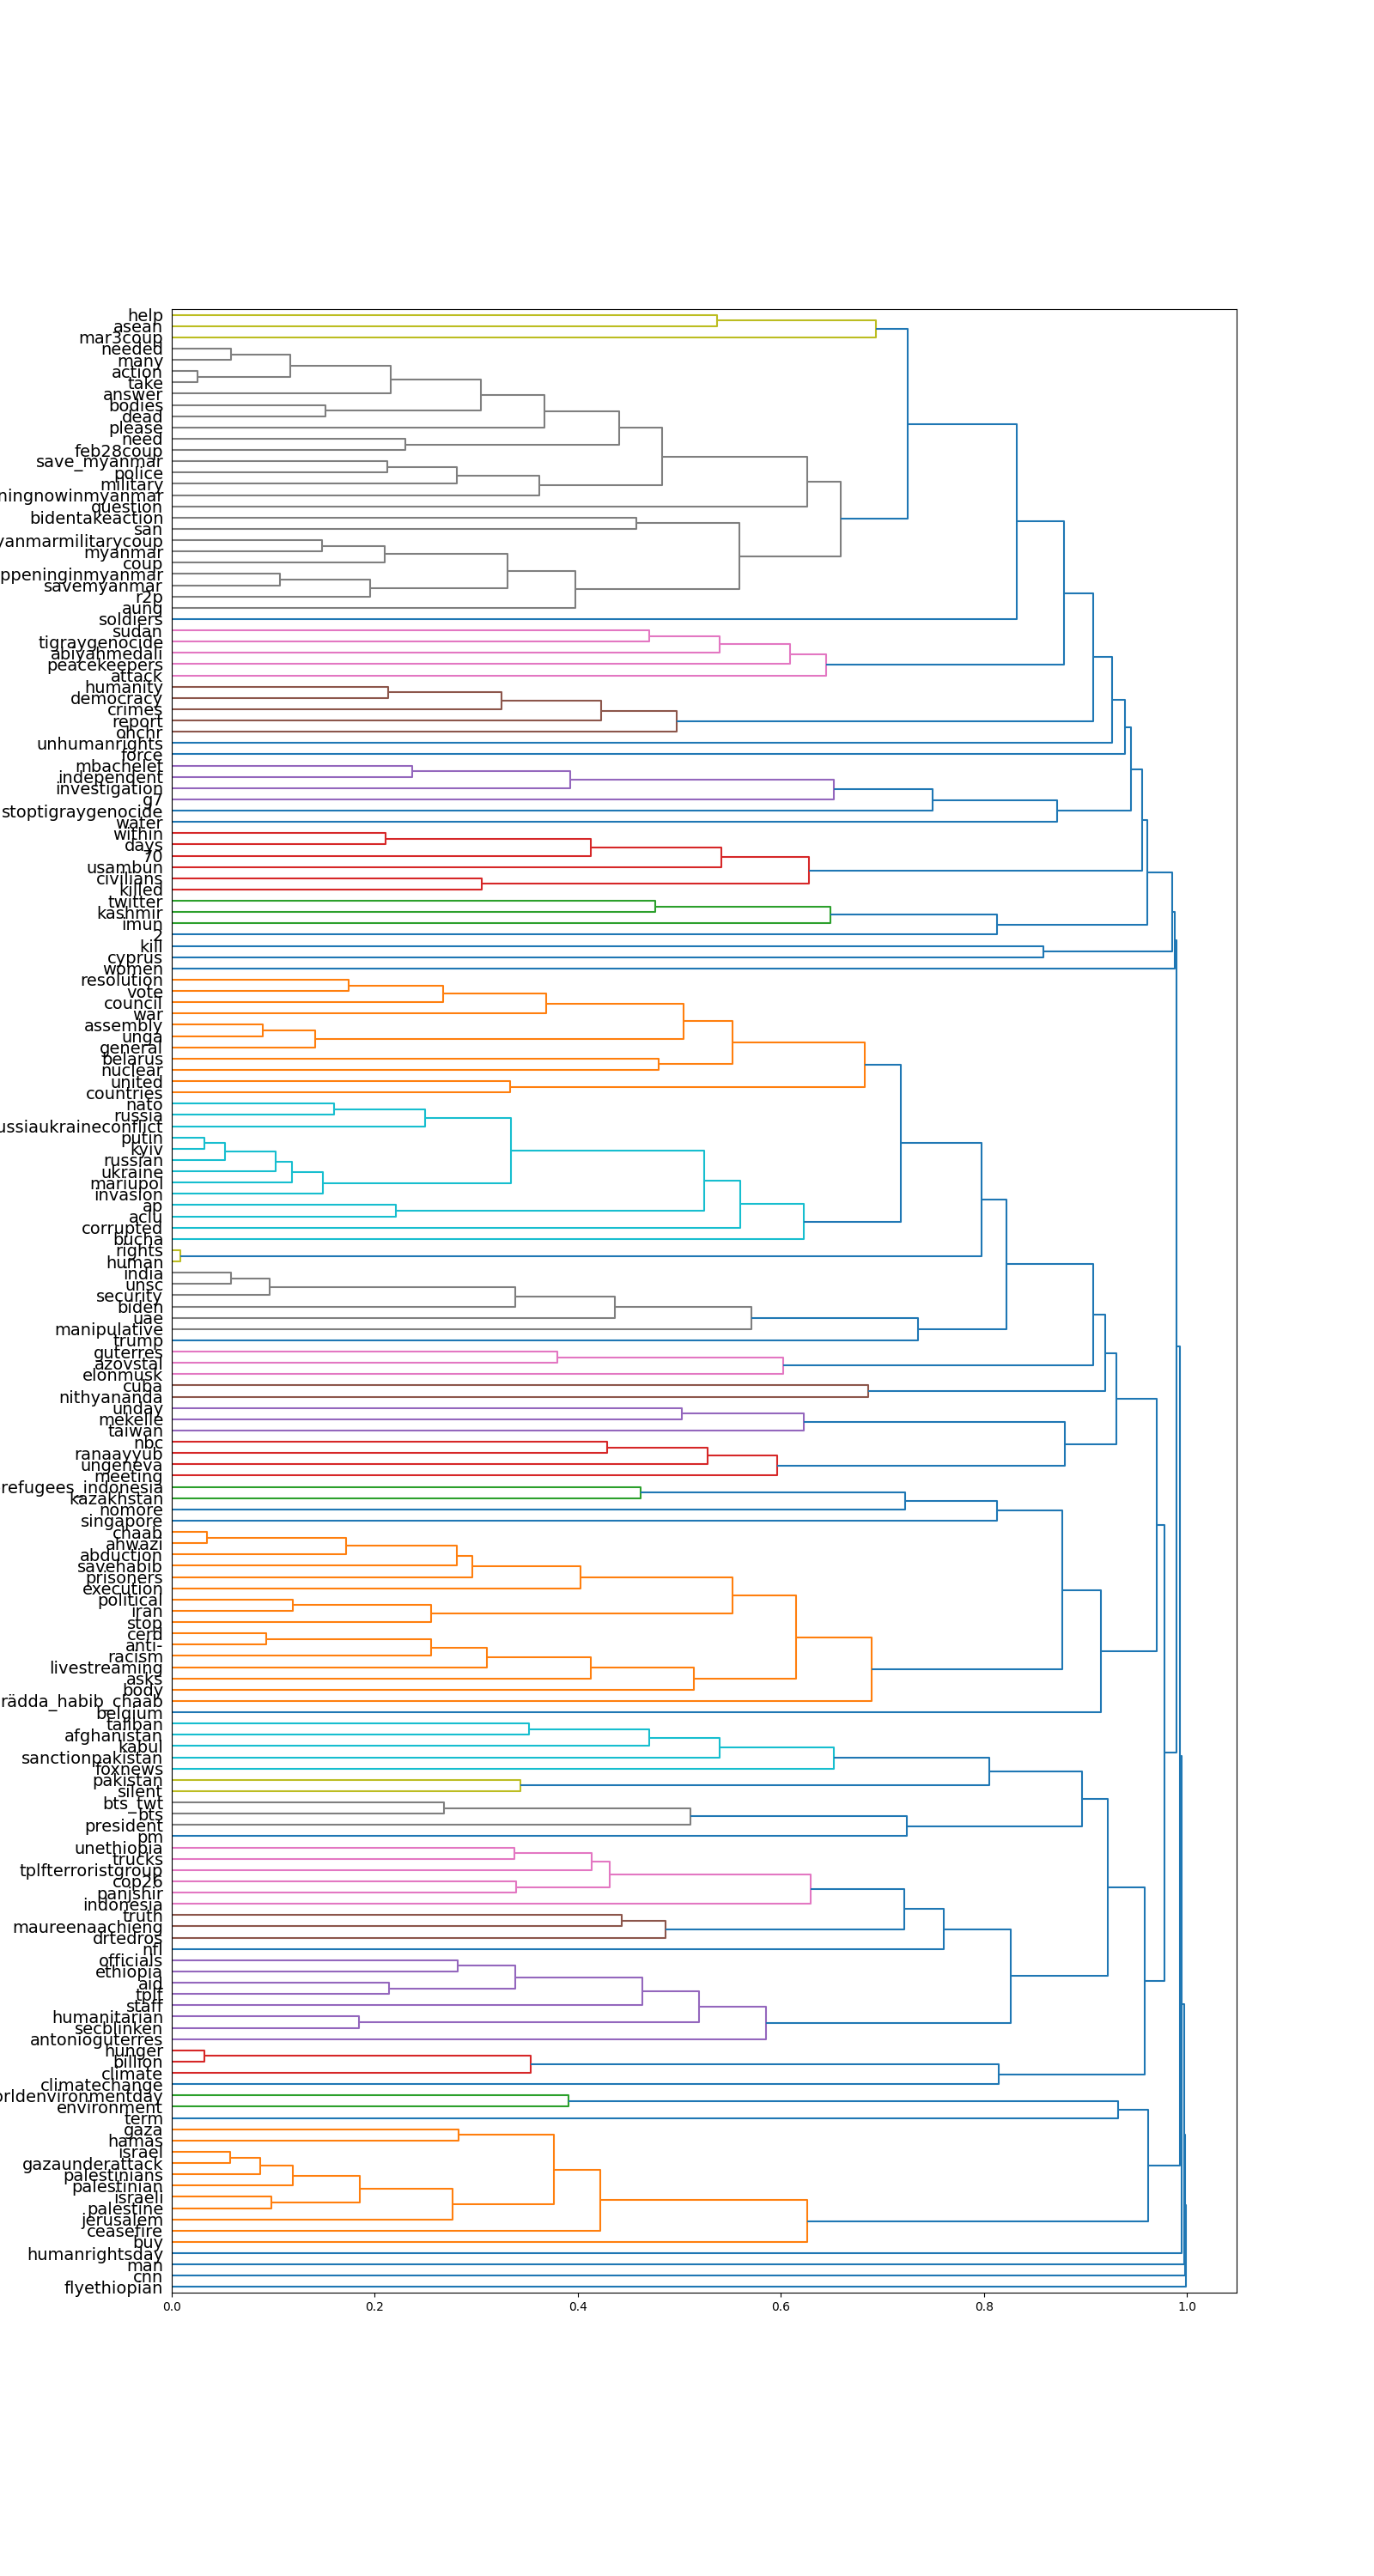 help
asean
mar3coup
needed
many
action
take
answer
bodies
dead
please
need
feb28coup
save_myanmar
police
military
ningnowinmyanmar
question
bidentakeaction
san
yanmarmilitarycoup
myanmar
coup
ppeninginmyanmar
savemyanmar
r2p
aung
soldiers
sudan
tigraygenocide
abiyahmedali
peacekeepers
attack
humanity
democracy
crimes
report
ohchr
unhumanrights
force
mbachelet
independent
investigation
g7
stoptigraygenocide
water
within
days
70
usambun
civilians
killed
twitter
kashmir
imun
2
kill
cyprus
women
resolution
vote
council
war
assembly
unga
general
belarus
nuclear
united
countries
nato
russia
ussiaukraineconflict
putin
kyiv
russian
ukraine
mariupol
invasion
ap
aclu
corrupted
bucha
rights
human
india
unsc
security
biden
uae
manipulative
trump
guterres
azovstal
elonmusk
cuba
nithyananda
unday
mekelle
taiwan
nbc
ranaayyub
ungeneva
meeting
refugees_indonesia
kazakhstan
nomore
singapore
chaab
ahwazi
abduction
savehabib
prisoners
execution
political
iran
stop
cerd
anti-
racism
livestreaming
asks
body
rädda_habib_chaab
belgium
taliban
afghanistan
kabul
sanctionpakistan
foxnews
pakistan
silent
bts_twt
bts
president
pm
unethiopia
trucks
tplfterroristgroup
cop26
panjshir
indonesia
truth
maureenaachieng
drtedros
nfl
officials
ethiopia
aid
tplf
staff
humanitarian
secblinken
antonioguterres
hunger
billion
climate
climatechange
orldenvironmentday
environment
term
gaza
hamas
israel
gazaunderattack
palestinians
palestinian
israeli
palestine
jerusalem
ceasefire
buy
humanrightsday
man
cnn
flyethiopian
0.0 0.2 0.4 0.6 0.8 1.0